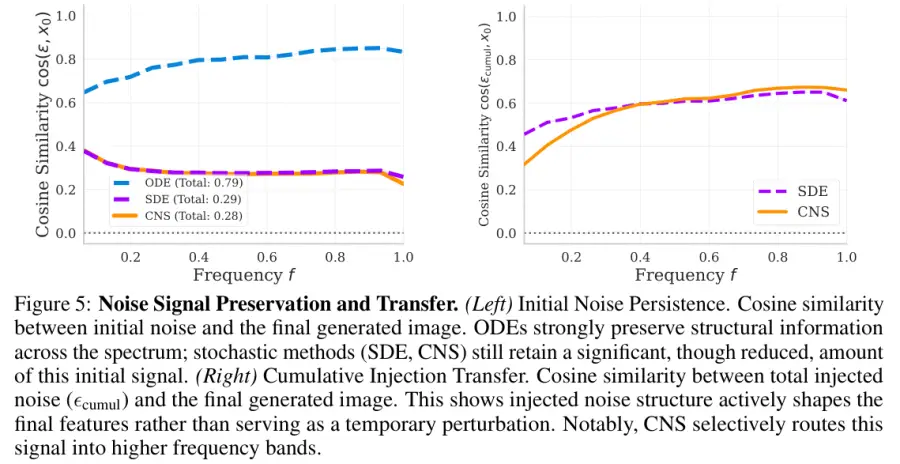 1.0
0.8
0.6
0.4
0.2
0.0
Cosine Similarity cos(ε, x₀)
ODE (Total: 0.79)
SDE (Total: 0.29)
CNS (Total: 0.28)
0.2 0.4 0.6 0.8 1.0
Frequency f
1.0
0.8
0.6
0.4
0.2
0.0
Cosine Similarity cos(ε_cumul, x₀)
SDE
CNS
0.2 0.4 0.6 0.8 1.0
Frequency f
Figure 5: Noise Signal Preservation and Transfer. (Left) Initial Noise Persistence. Cosine similarity
between initial noise and the final generated image. ODEs strongly preserve structural information
across the spectrum; stochastic methods (SDE, CNS) still retain a significant, though reduced, amount
of this initial signal. (Right) Cumulative Injection Transfer. Cosine similarity between total injected
noise (ϵ_cumul) and the final generated image. This shows injected noise structure actively shapes the
final features rather than serving as a temporary perturbation. Notably, CNS selectively routes this
signal into higher frequency bands.